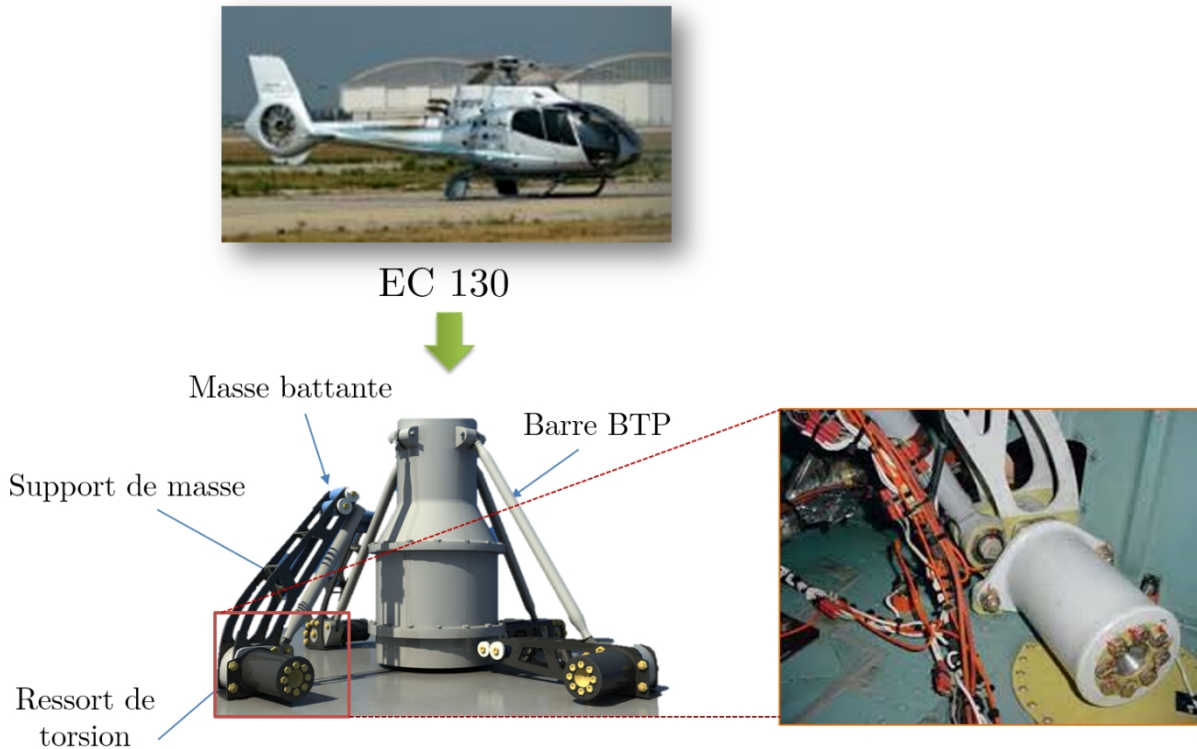 EC 130
Masse battante
Barre BTP
Support de masse
Ressort de
torsion